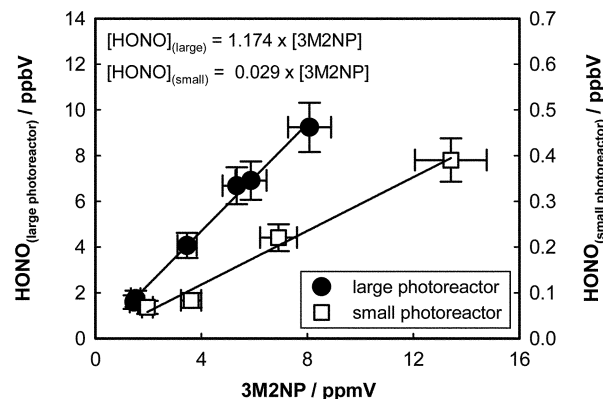 [HONO](large) = 1.174 x [3M2NP]
[HONO](small) = 0.029 x [3M2NP]
14
12
10
8
6
4
2
0
HONO(large photoreactor) / ppbV
0.7
0.6
0.5
0.4
0.3
0.2
0.1
0.0
HONO(small photoreactor) / ppbV
large photoreactor
small photoreactor
0 4 8 12 16
3M2NP / ppmV